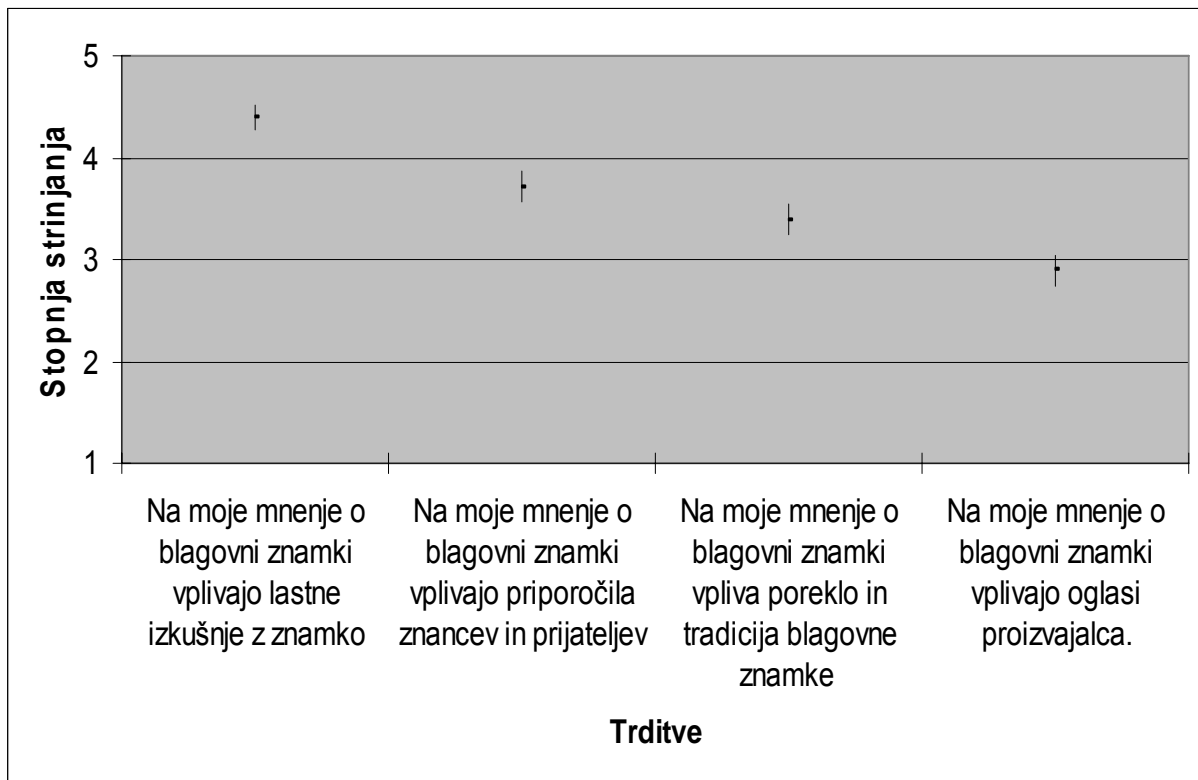 Stopnja strinjanja
5
4
3
2
1
Na moje mnenje o
blagovni znamki
vplivajo lastne
izkušnje z znamko
Na moje mnenje o
blagovni znamki
vplivajo priporočila
znancev in prijateljev
Na moje mnenje o
blagovni znamki
vpliva poreklo in
tradicija blagovne
znamke
Na moje mnenje o
blagovni znamki
vplivajo oglasi
proizvajalca.
Trditve